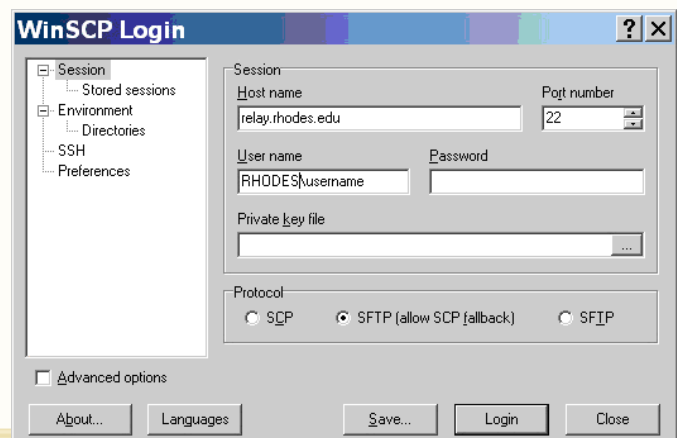 WinSCP Login
? ×
Session
Stored sessions
Environment
Directories
SSH
Preferences
Session
Host name Port number
relay.rhodes.edu 22
User name Password
RHODES\username
Private key file
...
Protocol
SCP SFTP (allow SCP fallback) SFTP
Advanced options
About... Languages Save... Login Close